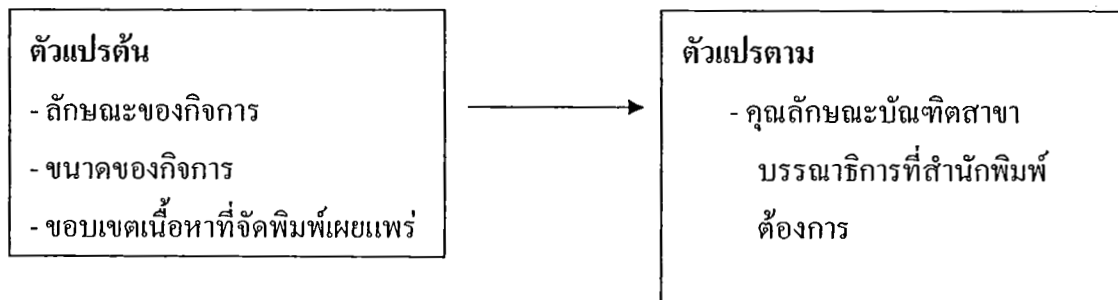 ตัวแปรต้น
- ลักษณะของกิจการ
- ขนาดของกิจการ
- ขอบเขตเนื้อหาที่จัดพิมพ์เผยแพร่
ตัวแปรตาม
- คุณลักษณะบัณฑิตสาขา
บรรณาธิการที่สำนักพิมพ์
ต้องการ